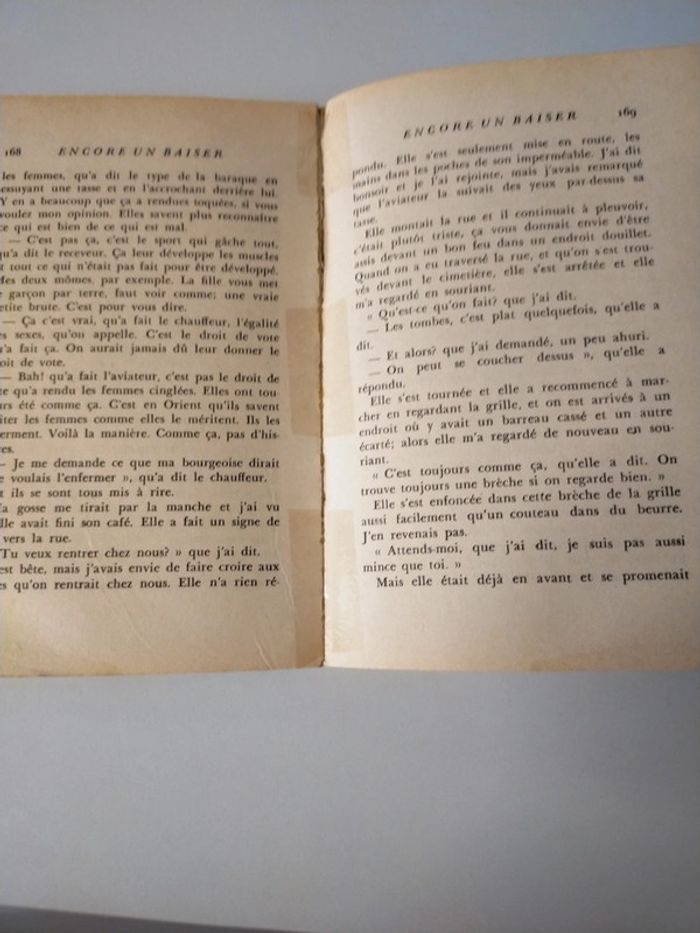 168 ENCORE UN BAISER
les femmes, qu'a dit le type de la baraque en
essuyant une tasse et en l'accrochant derrière lui.
Y en a beaucoup que ça a rendues toquées, si vous
voulez mon opinion. Elles savent plus reconnaître
ce qui est bien de ce qui est mal.
— C'est pas ça, c'est le sport qui gâche tout,
qu'a dit le receveur. Ça leur développe les muscles
t tout ce qui n'était pas fait pour être développé.
les deux mômes, par exemple. La fille vous met
e garçon par terre, faut voir comme; une vraie
etite brute. C'est pour vous dire.
— Ça c'est vrai, qu'a fait le chauffeur, l'égalité
es sexes, qu'on appelle. C'est le droit de vote
u'a fait ça. On aurait jamais dû leur donner le
oit de vote.
— Bah! qu'a fait l'aviateur, c'est pas le droit de
te qu'a rendu les femmes cinglées. Elles ont tou-
urs été comme ça. C'est en Orient qu'ils savent
iter les femmes comme elles le méritent. Ils les
erment. Voilà la manière. Comme ça, pas d'his-
es.
— Je me demande ce que ma bourgeoise dirait
e voulais l'enfermer », qu'a dit le chauffeur.
t ils se sont tous mis à rire.
a gosse me tirait par la manche et j'ai vu
lle avait fini son café. Elle a fait un signe de
vers la rue.
Tu veux rentrer chez nous? » que j'ai dit.
est bête, mais j'avais envie de faire croire aux
es qu'on rentrait chez nous. Elle n'a rien ré-
ENCORE UN BAISER 169
pondu. Elle s'est seulement mise en route, les
mains dans les poches de son imperméable. J'ai dit
bonsoir et je l'ai rejointe, mais j'avais remarqué
que l'aviateur la suivait des yeux par-dessus sa
tasse.
Elle montait la rue et il continuait à pleuvoir,
c'était plutôt triste, ça vous donnait envie d'être
assis devant un bon feu dans un endroit douillet.
Quand on a eu traversé la rue, et qu'on s'est trou-
vés devant le cimetière, elle s'est arrêtée et elle
m'a regardé en souriant.
« Qu'est-ce qu'on fait? que j'ai dit.
— Les tombes, c'est plat quelquefois, qu'elle a
dit.
— Et alors? que j'ai demandé, un peu ahuri.
— On peut se coucher dessus », qu'elle a
répondu.
Elle s'est tournée et elle a recommencé à mar-
cher en regardant la grille, et on est arrivés à un
endroit où y avait un barreau cassé et un autre
écarté; alors elle m'a regardé de nouveau en sou-
riant.
« C'est toujours comme ça, qu'elle a dit. On
trouve toujours une brèche si on regarde bien. »
Elle s'est enfoncée dans cette brèche de la grille
aussi facilement qu'un couteau dans du beurre.
J'en revenais pas.
« Attends-moi, que j'ai dit, je suis pas aussi
mince que toi. »
Mais elle était déjà en avant et se promenait